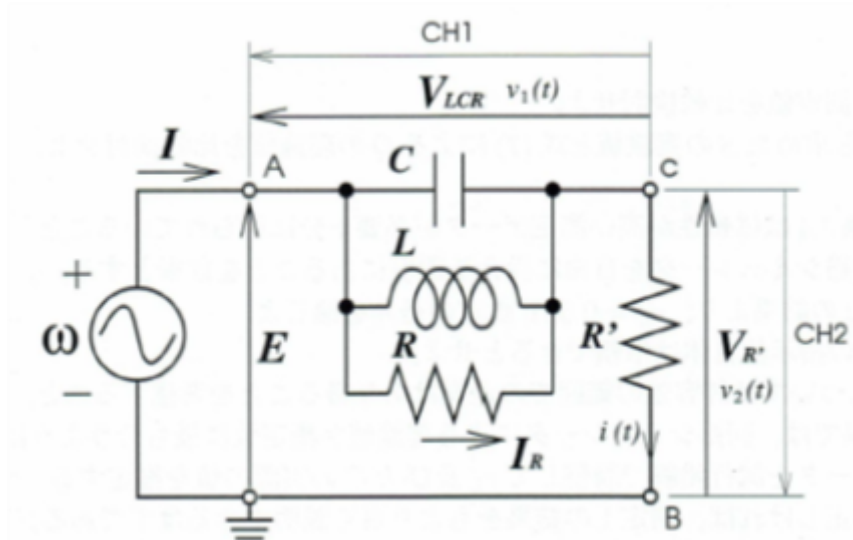 CH1
V_LCR v₁(t)
I
A
C
C
L
R
I_R
+
ω
−
E
R'
i(t)
V_R'
v₂(t)
CH2
B